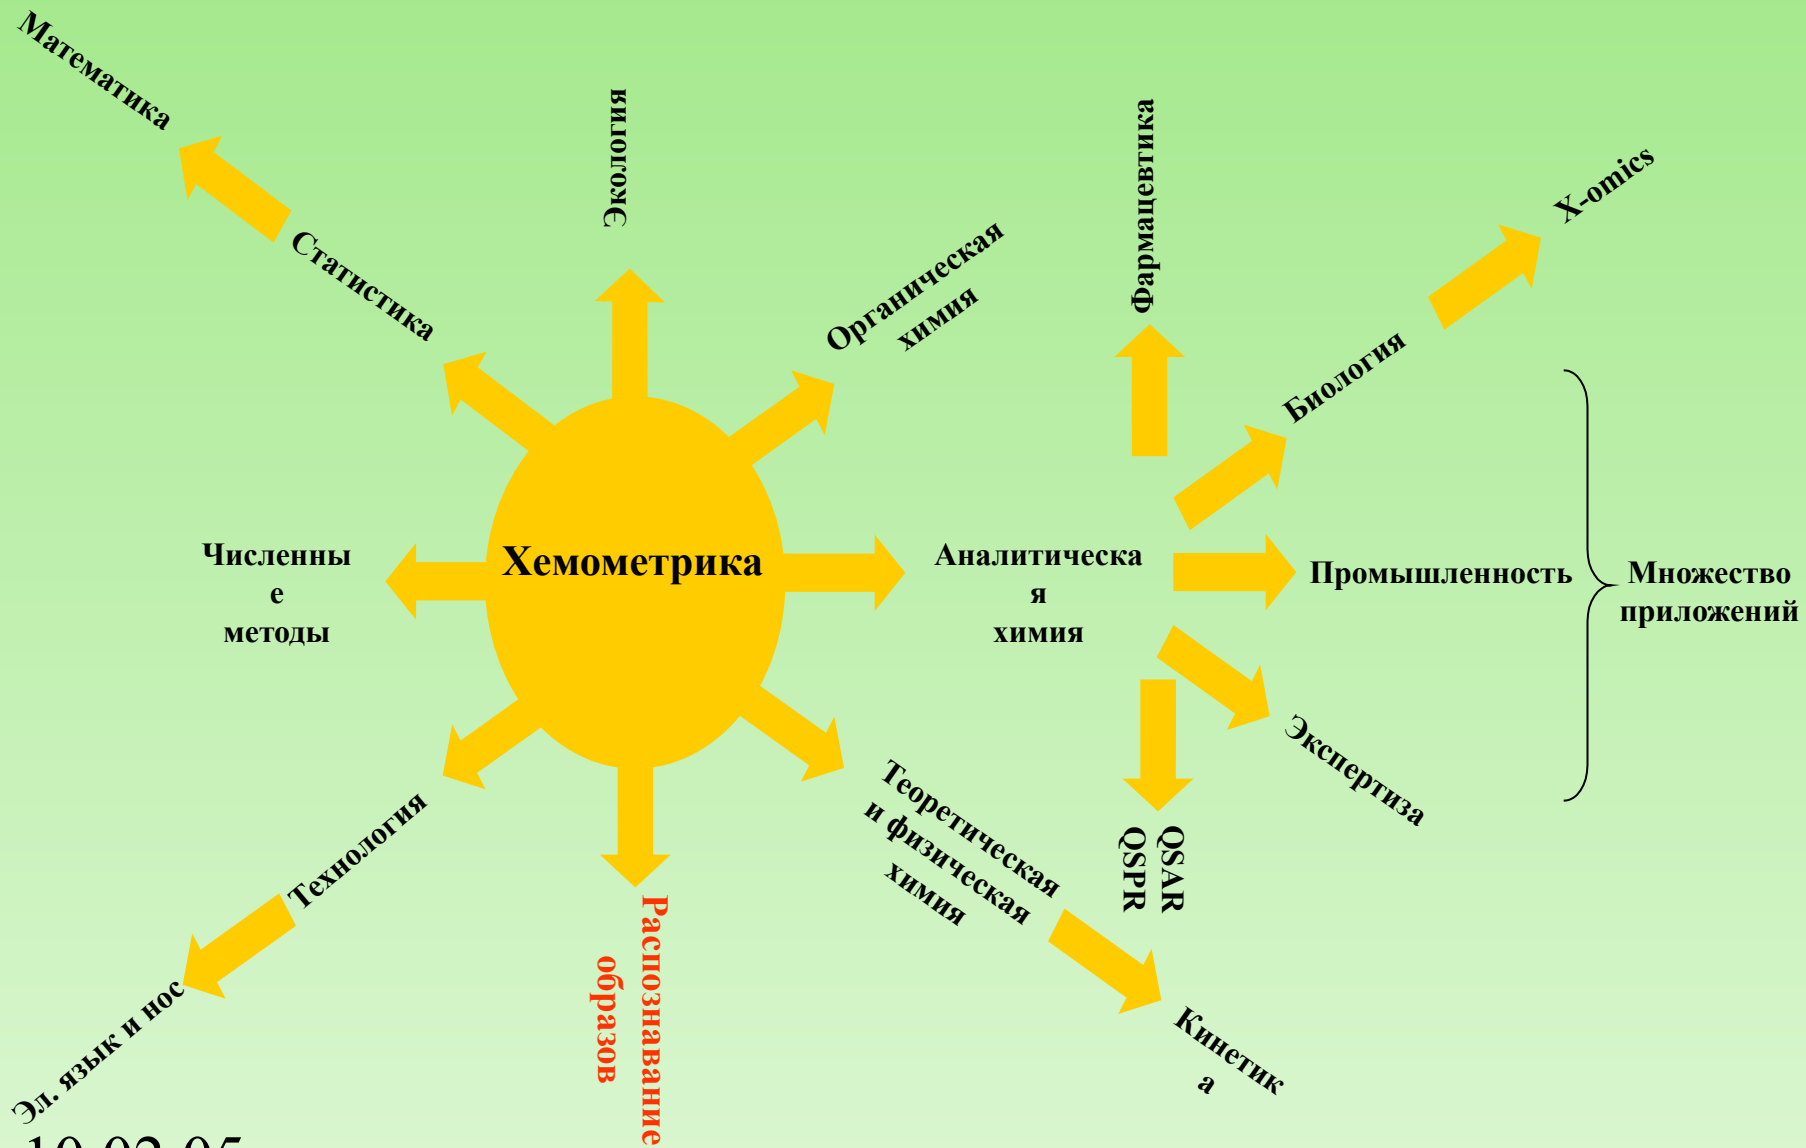 Математика
Статистика
Экология
Органическая
химия
Фармацевтика
X-omics
Биология
Численны
е
методы
Хемометрика
Аналитическа
я
химия
Промышленность
Множество
приложений
Экспертиза
Технология
Эл. язык и нос
Распознавание
образов
Теоретическая
и физическая
химия
QSAR
QSPR
Кинетик
а